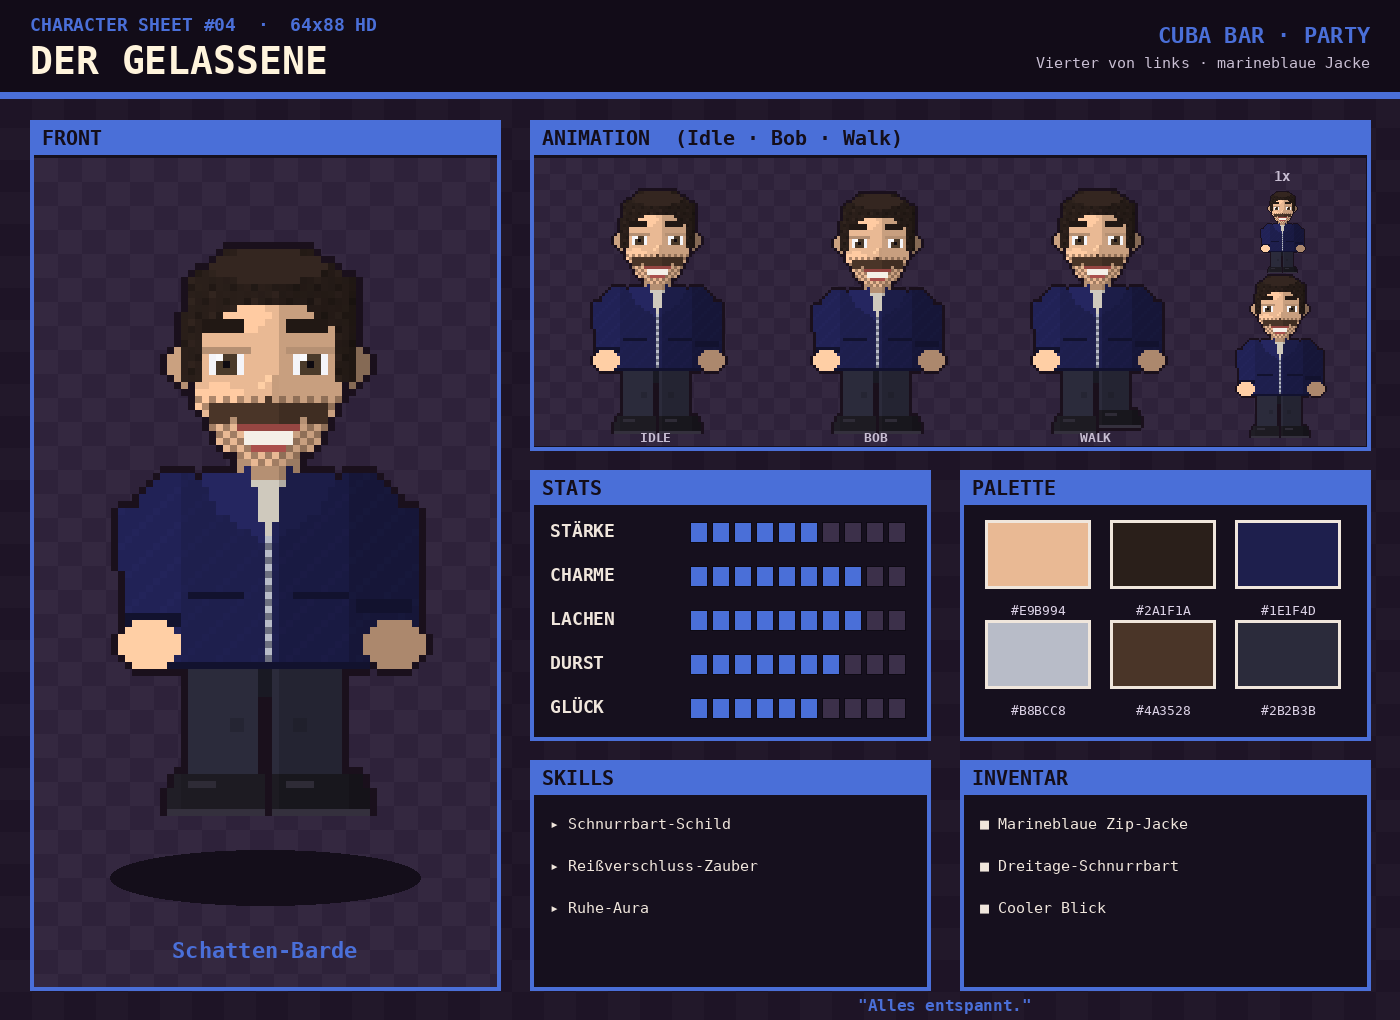 CHARACTER SHEET #04 · 64x88 HD
DER GELASSENE
CUBA BAR · PARTY
Vierter von links · marineblaue Jacke
FRONT
Schatten-Barde
ANIMATION (Idle · Bob · Walk)
1x
IDLE
BOB
WALK
STATS
STÄRKE
CHARME
LACHEN
DURST
GLÜCK
PALETTE
#E9B994
#2A1F1A
#1E1F4D
#B8BCC8
#4A3528
#2B2B3B
SKILLS
▸ Schnurrbart-Schild
▸ Reißverschluss-Zauber
▸ Ruhe-Aura
INVENTAR
■ Marineblaue Zip-Jacke
■ Dreitage-Schnurrbart
■ Cooler Blick
"Alles entspannt."